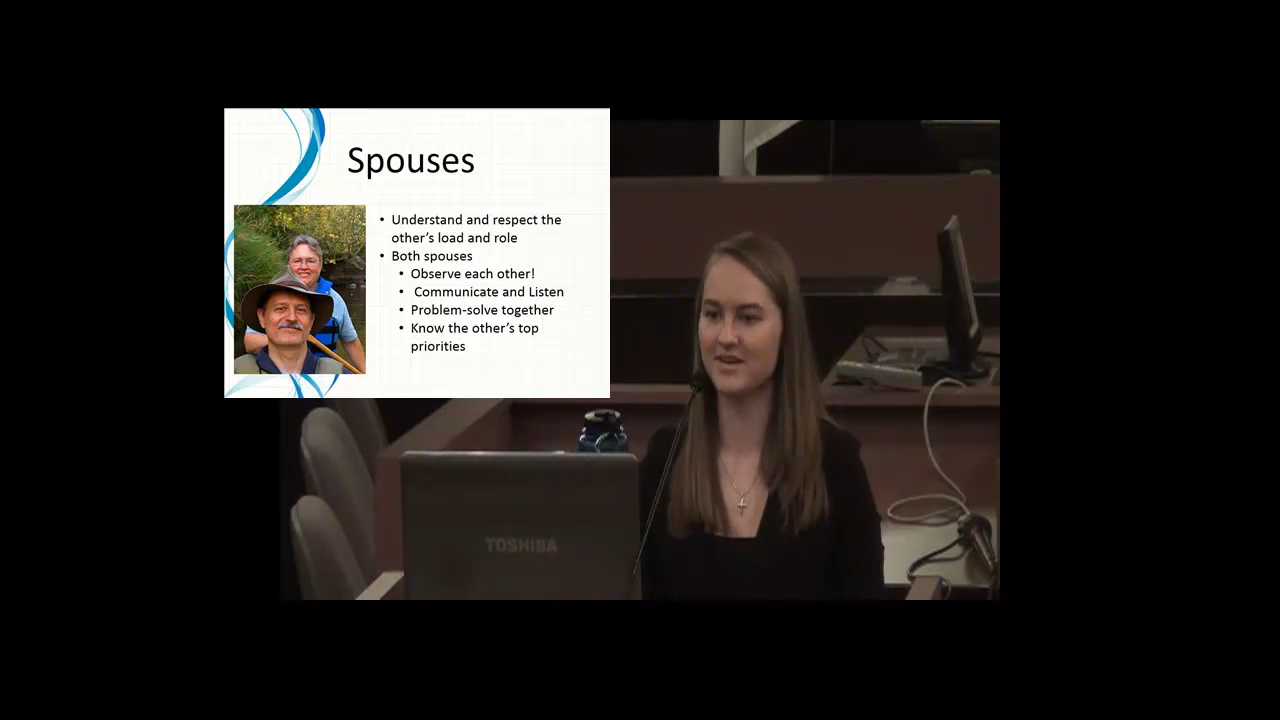 Spouses
• Understand and respect the
other's load and role
• Both spouses
• Observe each other!
• Communicate and Listen
• Problem-solve together
• Know the other's top
priorities
TOSHIBA